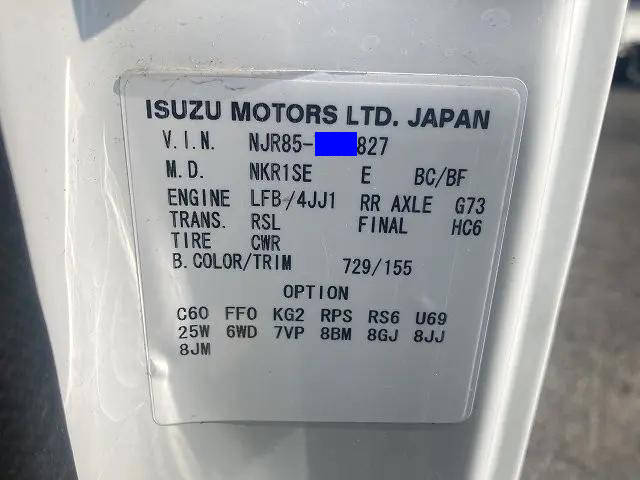 ISUZU MOTORS LTD. JAPAN
V.I.N. NJR85- 827
M.D. NKR1SE E BC/BF
ENGINE LFB/4JJ1 RR AXLE G73
TRANS. RSL FINAL HC6
TIRE CWR
B.COLOR/TRIM 729/155
OPTION
C60 FFO KG2 RPS RS6 U69
25W 6WD 7VP 8BM 8GJ 8JJ
8JM